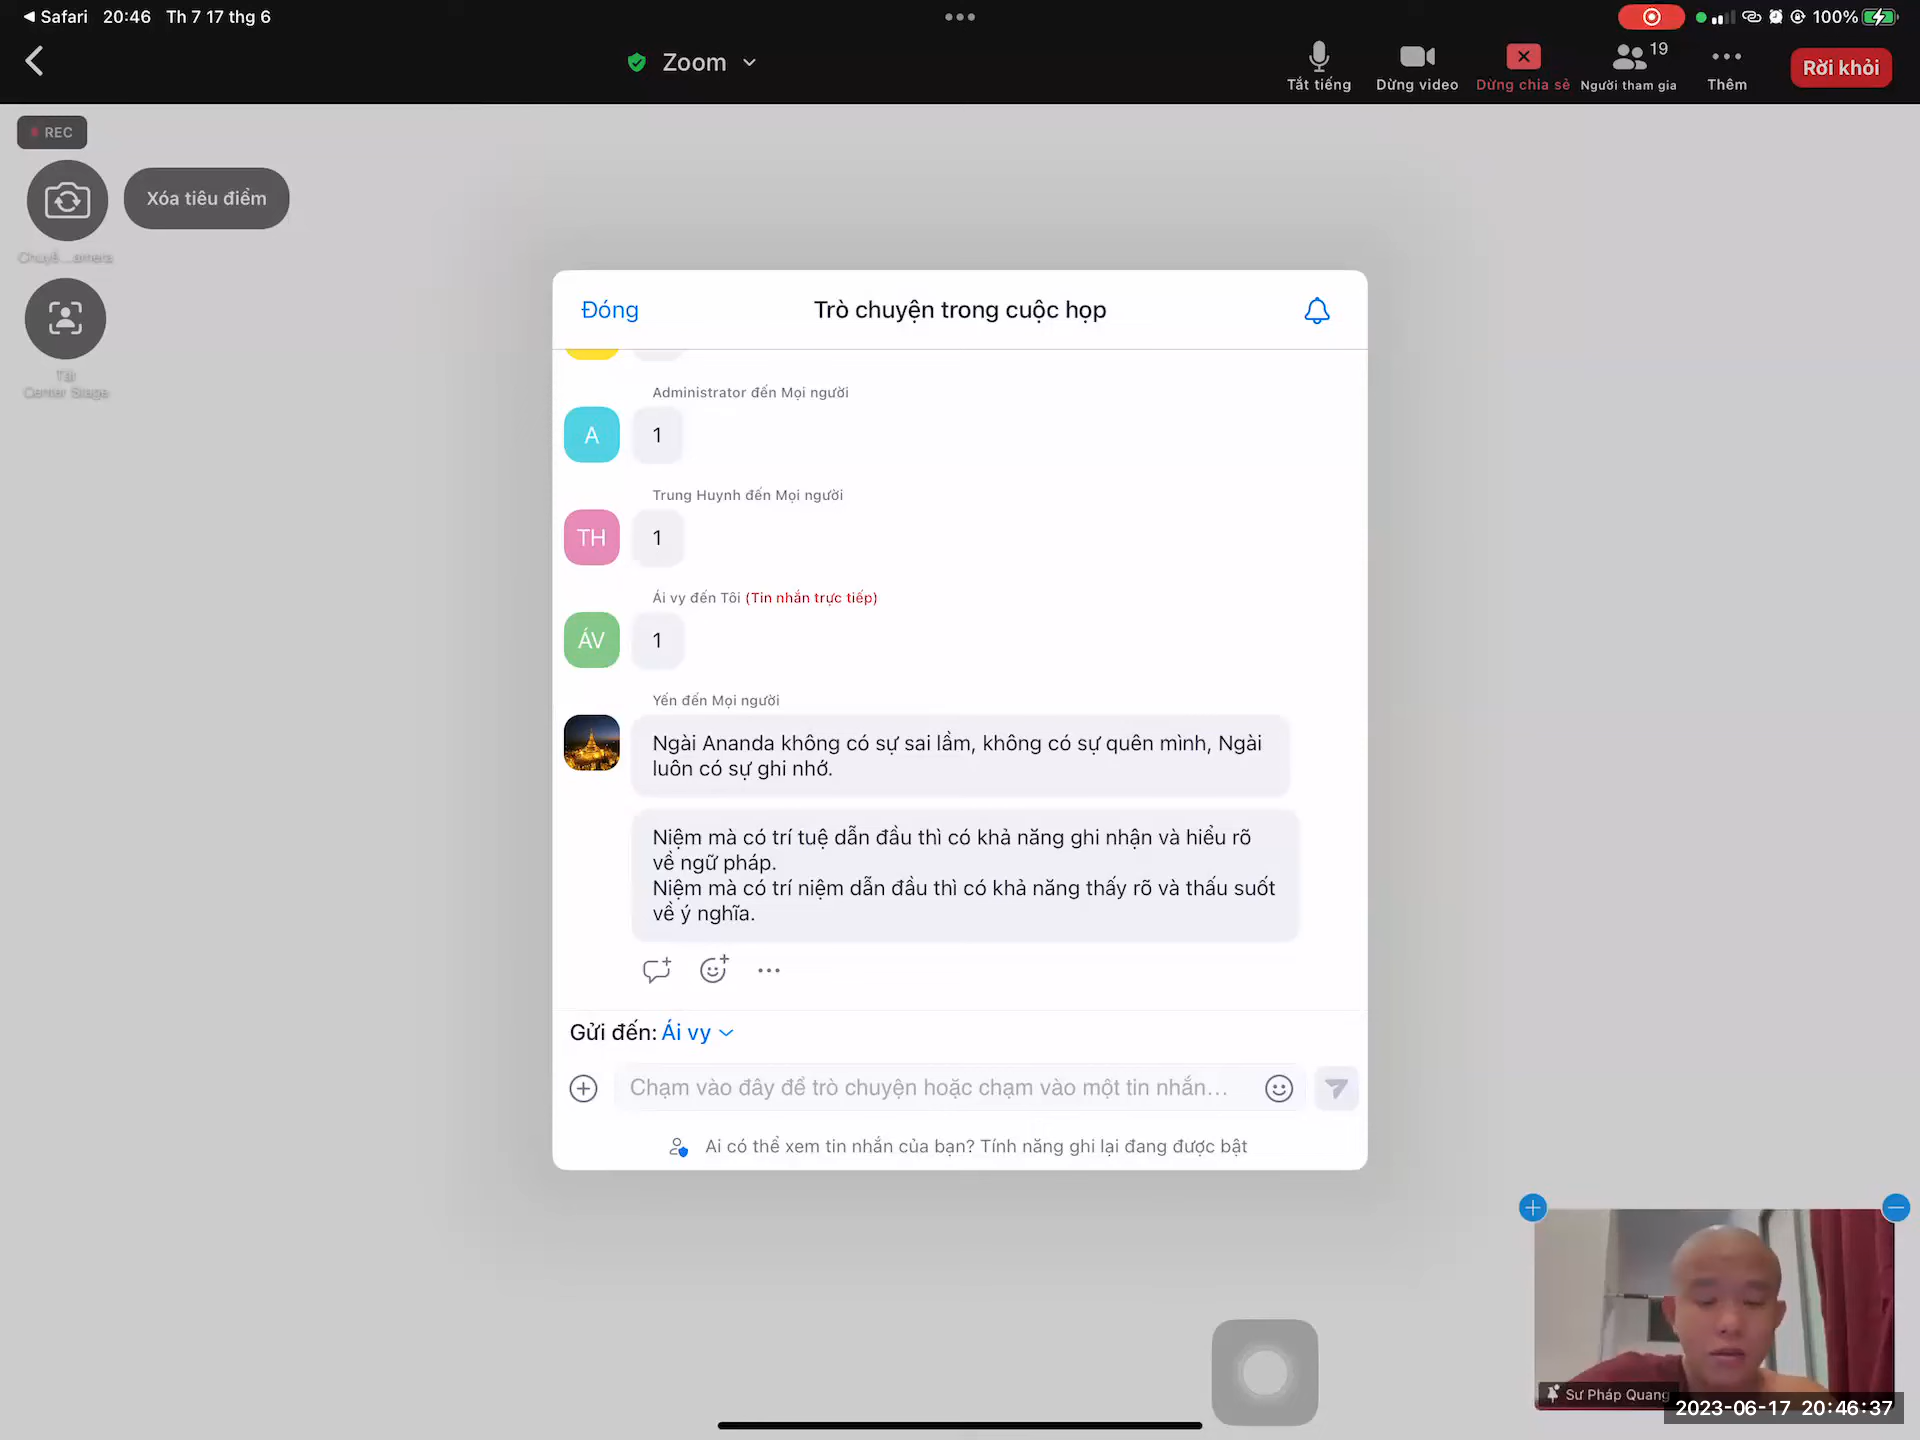 Safari 20:46 Th 7 17 thg 6
100%
Zoom
Tắt tiếng
Dừng video
Dừng chia sẻ
19
Người tham gia
Thêm
Rời khỏi
REC
Xóa tiêu điểm
Chuyể...amera
Tắt
Center Stage
Đóng
Trò chuyện trong cuộc họp
Administrator đến Mọi người
A
1
Trung Huynh đến Mọi người
TH
1
Ái vy đến Tôi (Tin nhắn trực tiếp)
ÁV
1
Yến đến Mọi người
Ngài Ananda không có sự sai lầm, không có sự quên mình, Ngài
luôn có sự ghi nhớ.
Niệm mà có trí tuệ dẫn đầu thì có khả năng ghi nhận và hiểu rõ
về ngữ pháp.
Niệm mà có trí niệm dẫn đầu thì có khả năng thấy rõ và thấu suốt
về ý nghĩa.
Gửi đến: Ái vy
Chạm vào đây để trò chuyện hoặc chạm vào một tin nhắn...
Ai có thể xem tin nhắn của bạn? Tính năng ghi lại đang được bật
Sư Pháp Quang
2023-06-17 20:46:37